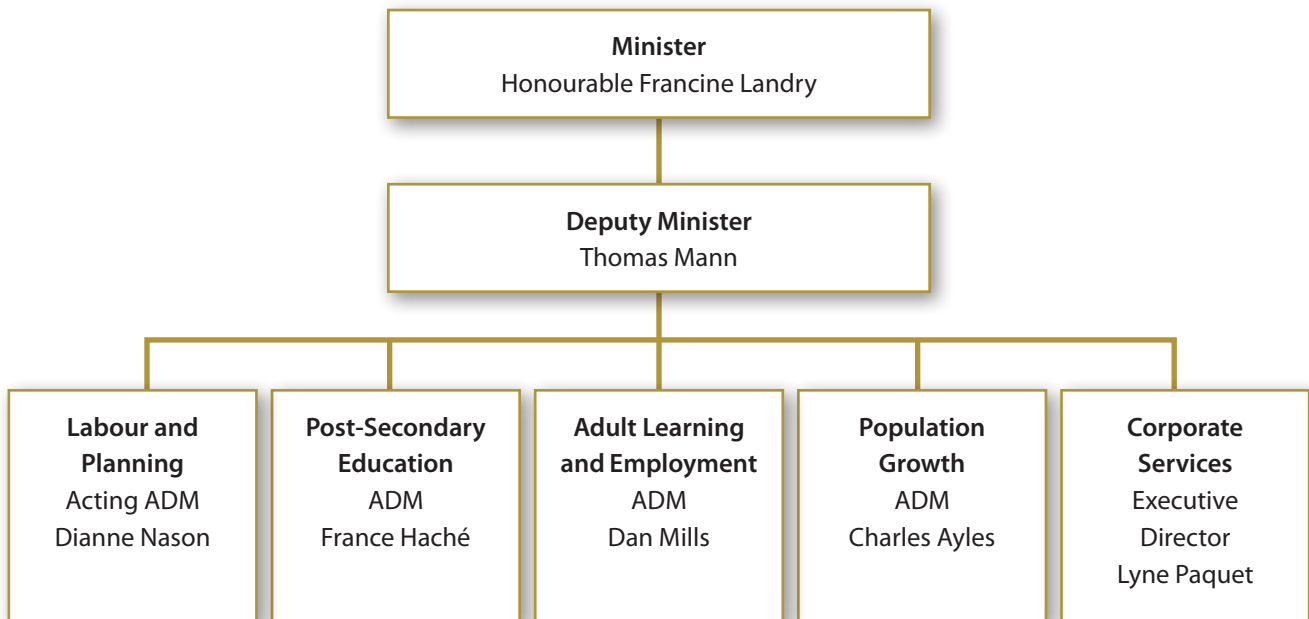 Minister
Honourable Francine Landry
Deputy Minister
Thomas Mann
Labour and
Planning
Acting ADM
Dianne Nason
Post-Secondary
Education
ADM
France Haché
Adult Learning
and Employment
ADM
Dan Mills
Population
Growth
ADM
Charles Ayles
Corporate
Services
Executive
Director
Lyne Paquet